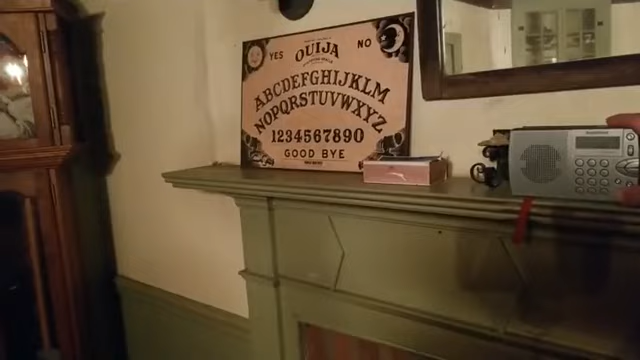 YES OUIJA NO
ABCDEFGHIJKLM
NOPQRSTUVWXYZ
1234567890
GOOD BYE